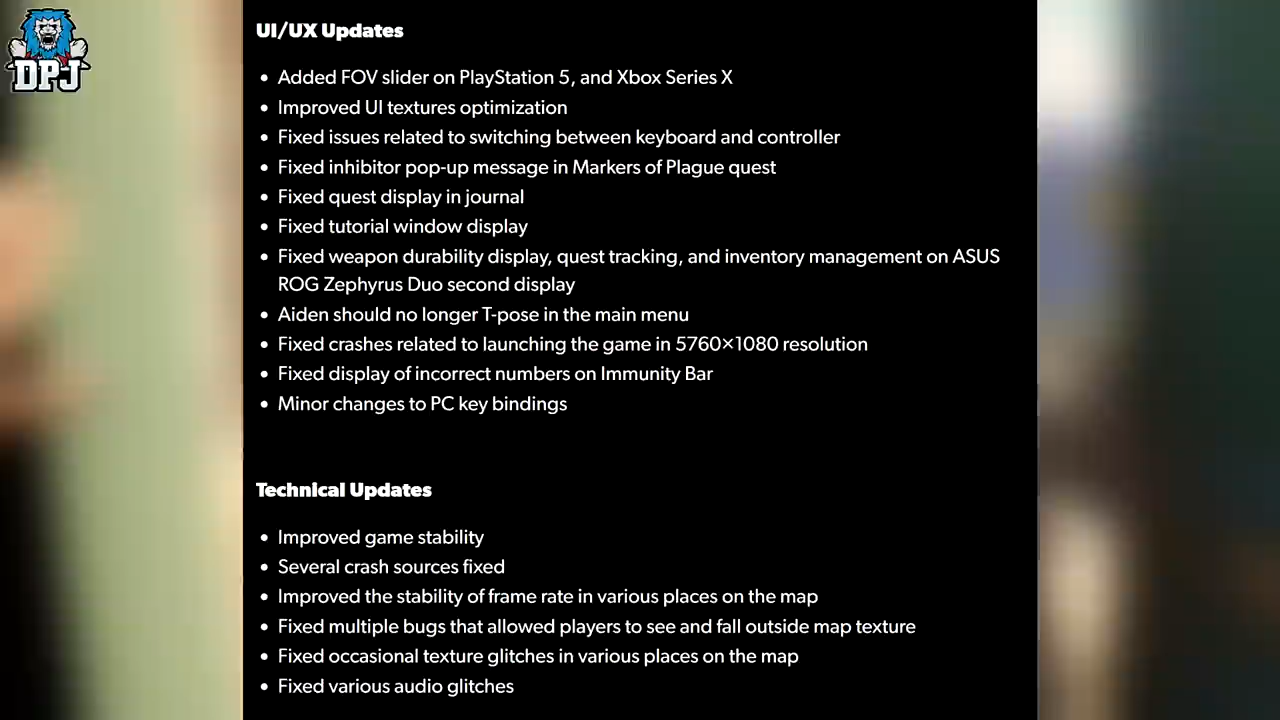 DPJ
UI/UX Updates
• Added FOV slider on PlayStation 5, and Xbox Series X
• Improved UI textures optimization
• Fixed issues related to switching between keyboard and controller
• Fixed inhibitor pop-up message in Markers of Plague quest
• Fixed quest display in journal
• Fixed tutorial window display
• Fixed weapon durability display, quest tracking, and inventory management on ASUS
ROG Zephyrus Duo second display
• Aiden should no longer T-pose in the main menu
• Fixed crashes related to launching the game in 5760×1080 resolution
• Fixed display of incorrect numbers on Immunity Bar
• Minor changes to PC key bindings
Technical Updates
• Improved game stability
• Several crash sources fixed
• Improved the stability of frame rate in various places on the map
• Fixed multiple bugs that allowed players to see and fall outside map texture
• Fixed occasional texture glitches in various places on the map
• Fixed various audio glitches